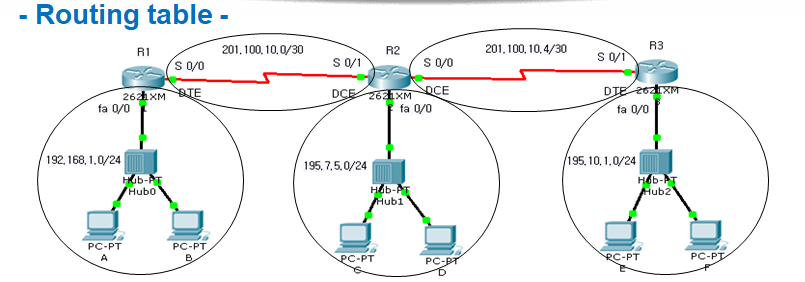 - Routing table -
R1
201,100,10,0/30
R2
201,100,10,4/30
R3
S 0/0
S 0/1
S 0/0
S 0/1
2621XM
DTE
DCE
2621XM
DCE
DTE
2621XM
fa 0/0
fa 0/0
fa 0/0
192,168,1,0/24
195,7,5,0/24
195,10,1,0/24
Hub-PT
Hub0
Hub-PT
Hub1
Hub-PT
Hub2
PC-PT
A
PC-PT
B
PC-PT
C
PC-PT
D
PC-PT
E
PC-PT
F